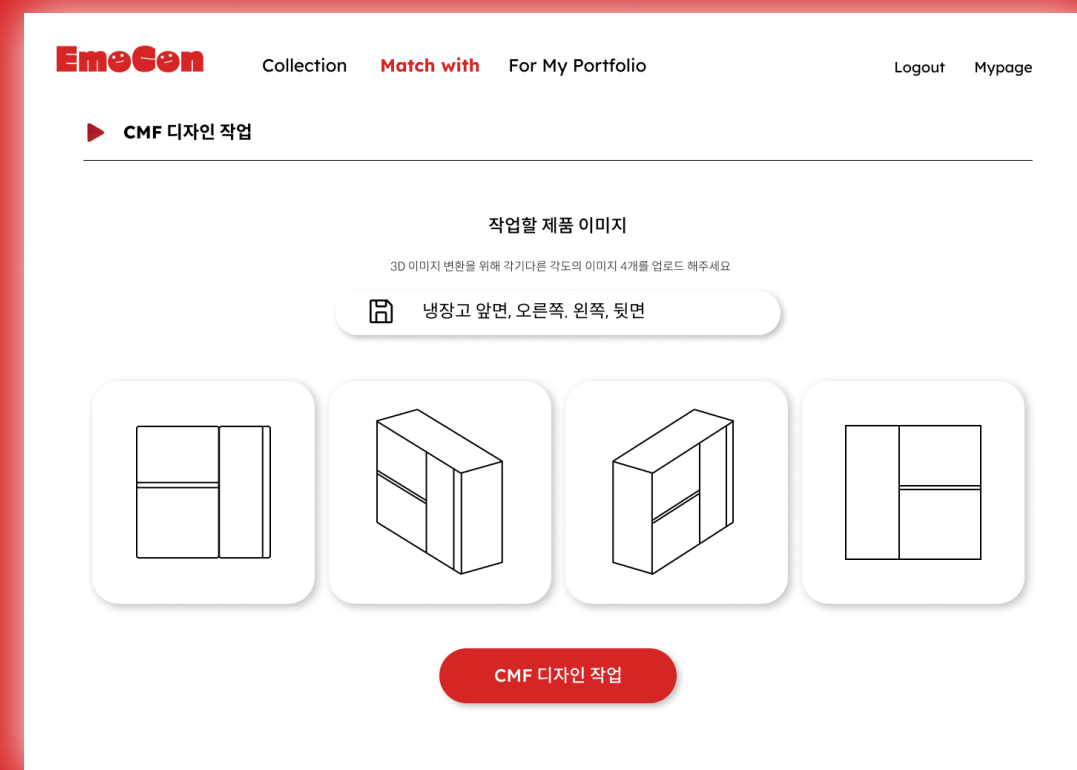 EmoCon
Collection Match with For My Portfolio
Logout Mypage
CMF 디자인 작업
작업할 제품 이미지
3D 이미지 변환을 위해 각기다른 각도의 이미지 4개를 업로드 해주세요
냉장고 앞면, 오른쪽. 왼쪽, 뒷면
CMF 디자인 작업